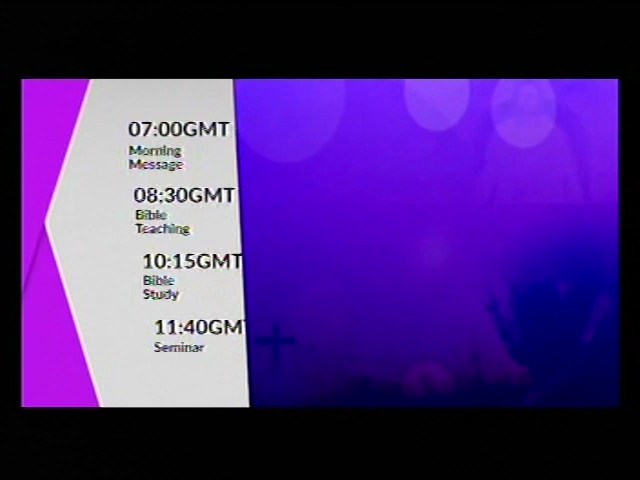 07:00GMT
Morning
Message
08:30GMT
Bible
Teaching
10:15GMT
Bible
Study
11:40GMT
Seminar